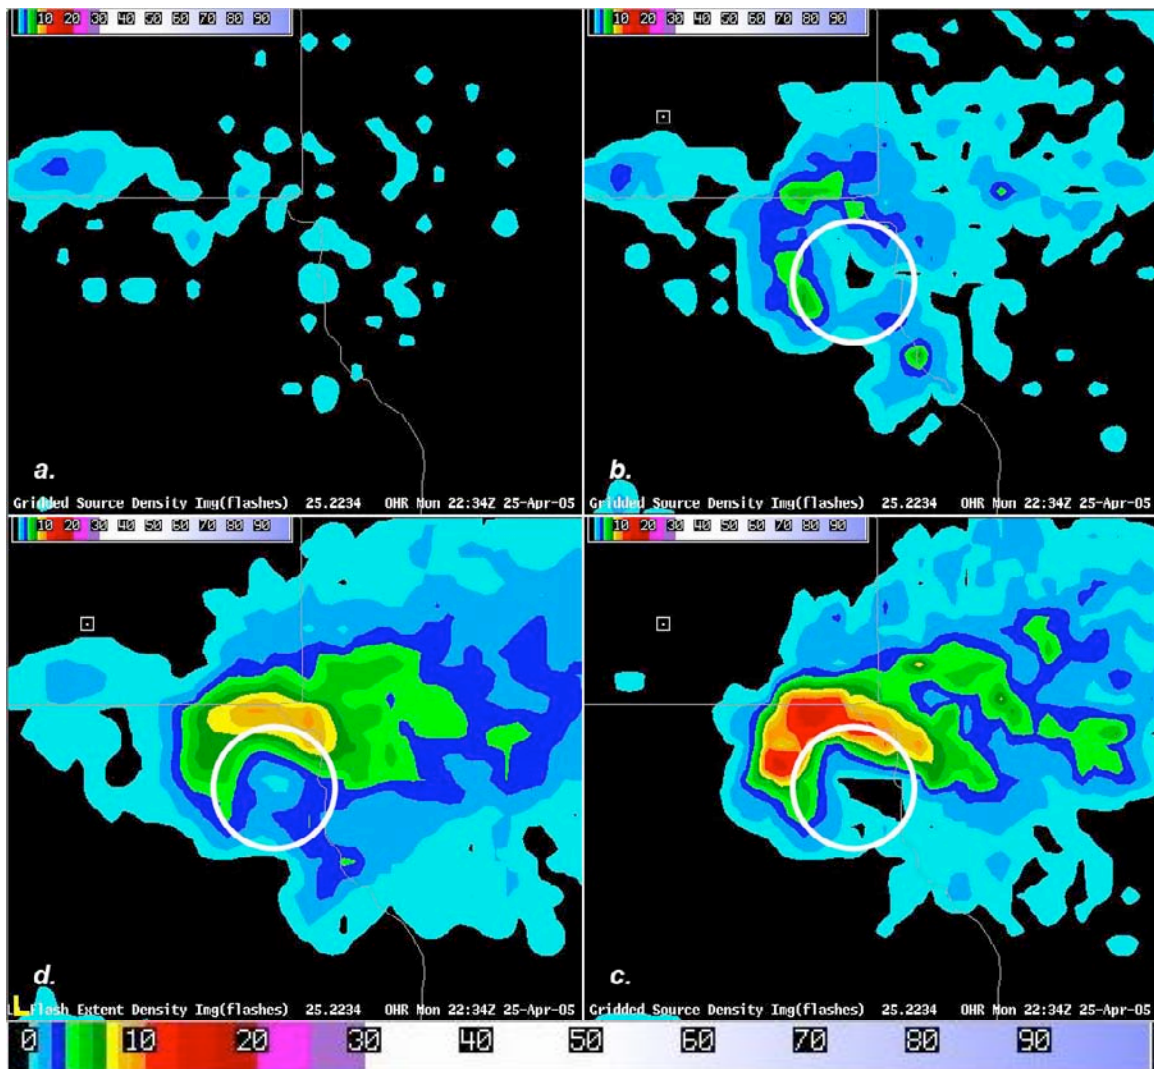 10 20 30 40 50 60 70 80 90
10 20 30 40 50 60 70 80 90
a.
Gridded Source Density Img(flashes) 25.2234 0HR Mon 22:34Z 25-Apr-05
b.
Gridded Source Density Img(flashes) 25.2234 0HR Mon 22:34Z 25-Apr-05
10 20 30 40 50 60 70 80 90
10 20 30 40 50 60 70 80 90
d.
L Flash Extent Density Img(flashes) 25.2234 0HR Mon 22:34Z 25-Apr-05
c.
Gridded Source Density Img(flashes) 25.2234 0HR Mon 22:34Z 25-Apr-05
0 10 20 30 40 50 60 70 80 90